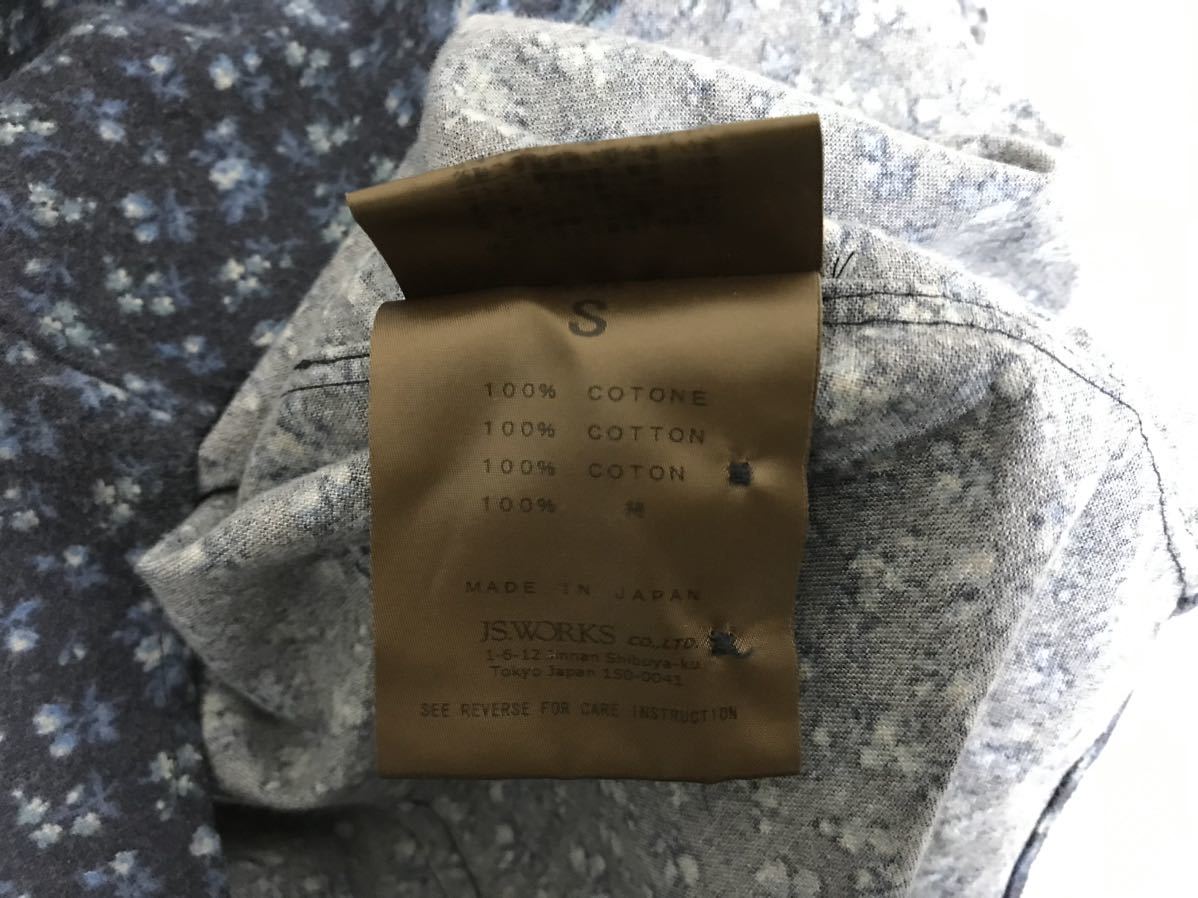 S
100% COTONE
100% COTTON
100% COTON
100% 綿
MADE IN JAPAN
JS.WORKS CO.,LTD.
1-6-12 Jinnan Shibuya-ku
Tokyo Japan 150-0041
SEE REVERSE FOR CARE INSTRUCTION